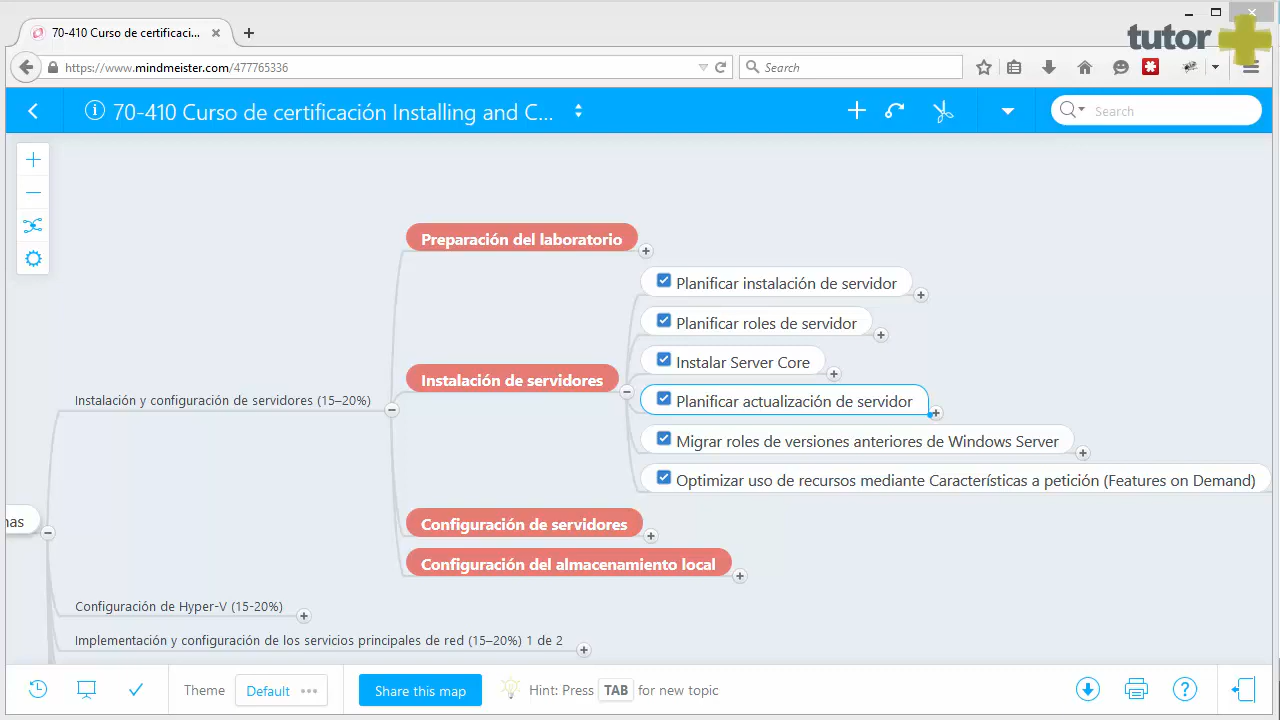 70-410 Curso de certificaci...
tutor
https://www.mindmeister.com/477765336
Search
70-410 Curso de certificación Installing and C...
Search
Preparación del laboratorio
Planificar instalación de servidor
Planificar roles de servidor
Instalar Server Core
Instalación de servidores
Planificar actualización de servidor
Instalación y configuración de servidores (15–20%)
Migrar roles de versiones anteriores de Windows Server
Optimizar uso de recursos mediante Características a petición (Features on Demand)
nas
Configuración de servidores
Configuración del almacenamiento local
Configuración de Hyper-V (15-20%)
Implementación y configuración de los servicios principales de red (15–20%) 1 de 2
Theme
Default
Share this map
Hint: Press TAB for new topic